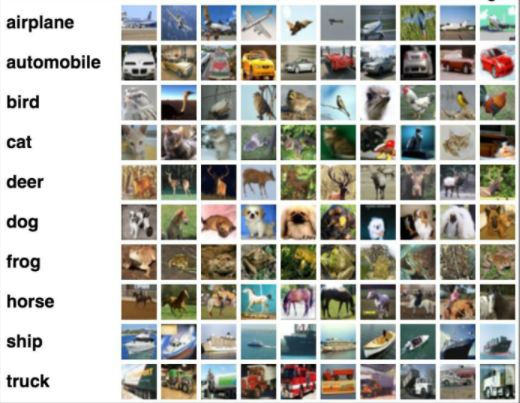 airplane
automobile
bird
cat
deer
dog
frog
horse
ship
truck